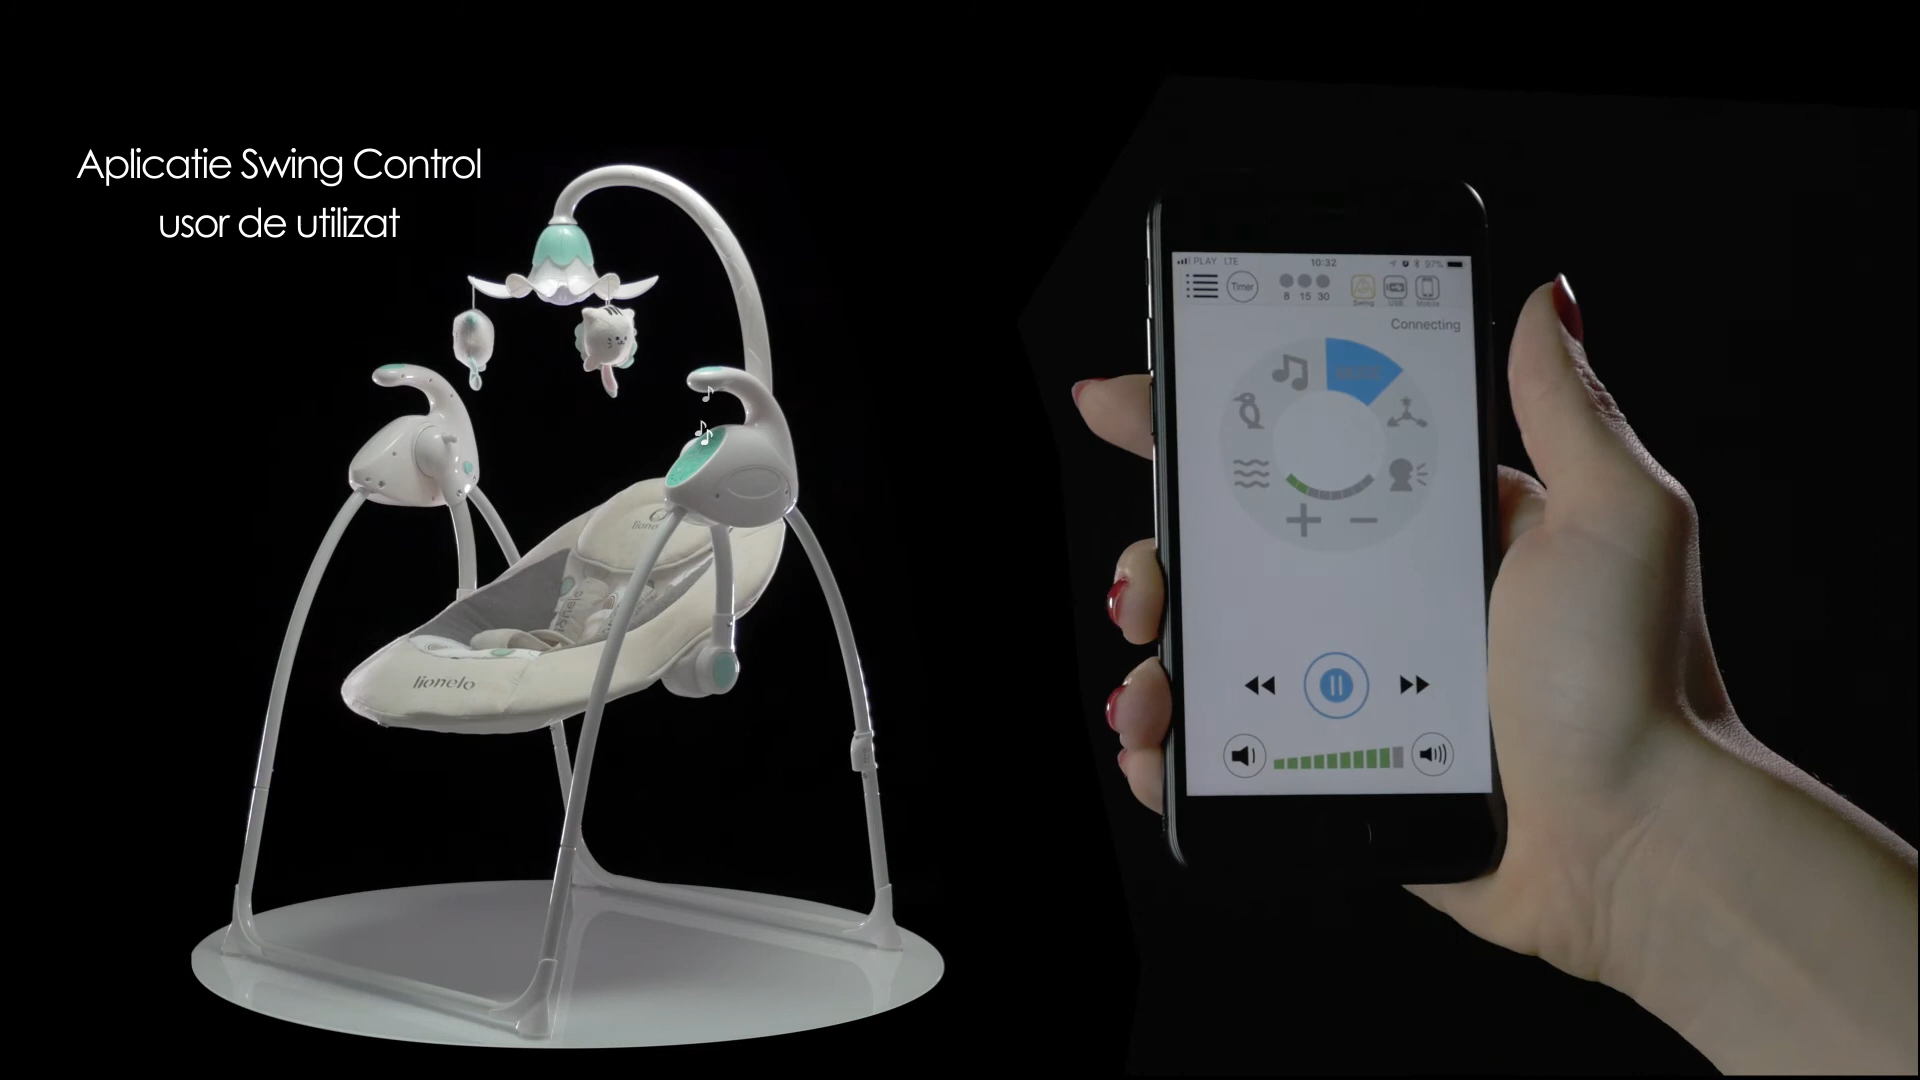 Aplicatie Swing Control
usor de utilizat
lionelo
lionelo
PLAY LTE 10:32 97%
Timer
8 15 30
Swing USB Mobile
Connecting